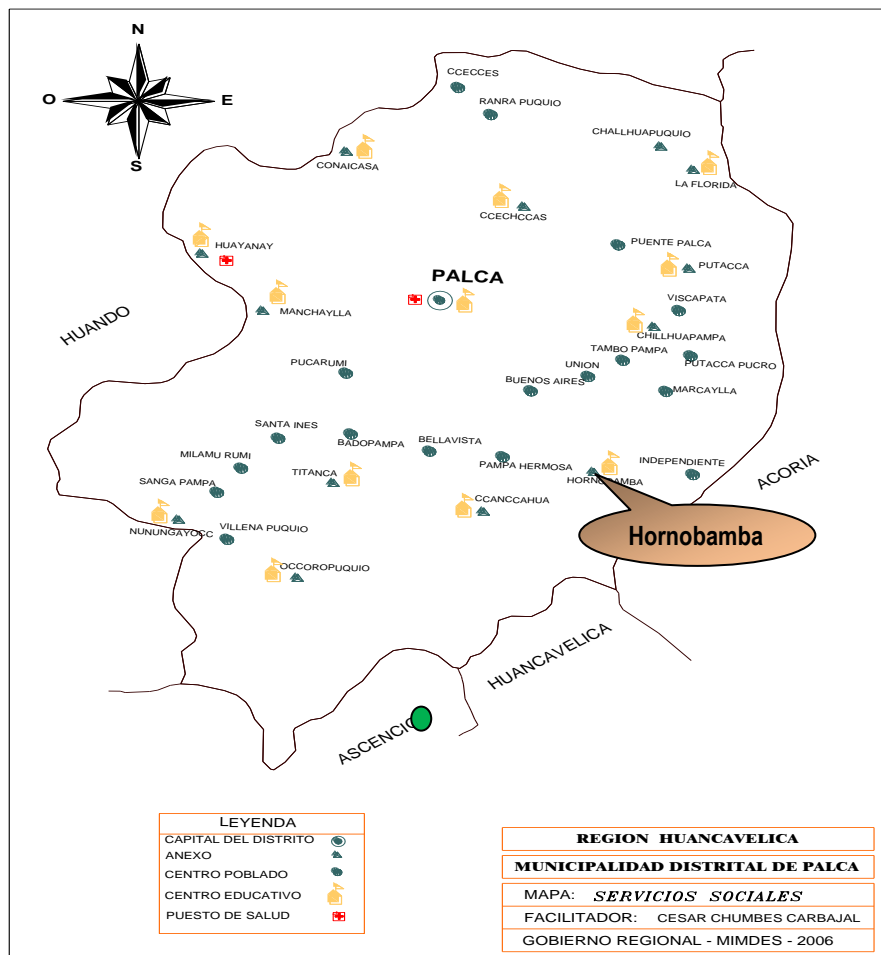 N
O
E
S
CCECCES
RANRA PUQUIO
CHALLHUAPUQUIO
CONAICASA
LA FLORIDA
CCECHCCAS
HUAYANAY
PUENTE PALCA
PUTACCA
PALCA
VISCAPATA
MANCHAYLLA
HUANDO
CHILLHUAPAMPA
TAMBO PAMPA
PUTACCA PUCRO
PUCARUMI
UNION
BUENOS AIRES
MARCAYLLA
SANTA INES
BADOPAMPA
BELLAVISTA
MILAMU RUMI
TITANCA
PAMPA HERMOSA
INDEPENDIENTE
ACORIA
SANGA PAMPA
HORNOBAMBA
CCANCCAHUA
NUNUNGAYOCC
VILLENA PUQUIO
Hornobamba
OCCOROPUQUIO
HUANCAVELICA
ASCENCIO
LEYENDA
CAPITAL DEL DISTRITO
ANEXO
CENTRO POBLADO
CENTRO EDUCATIVO
PUESTO DE SALUD
REGION HUANCAVELICA
MUNICIPALIDAD DISTRITAL DE PALCA
MAPA: SERVICIOS SOCIALES
FACILITADOR: CESAR CHUMBES CARBAJAL
GOBIERNO REGIONAL - MIMDES - 2006